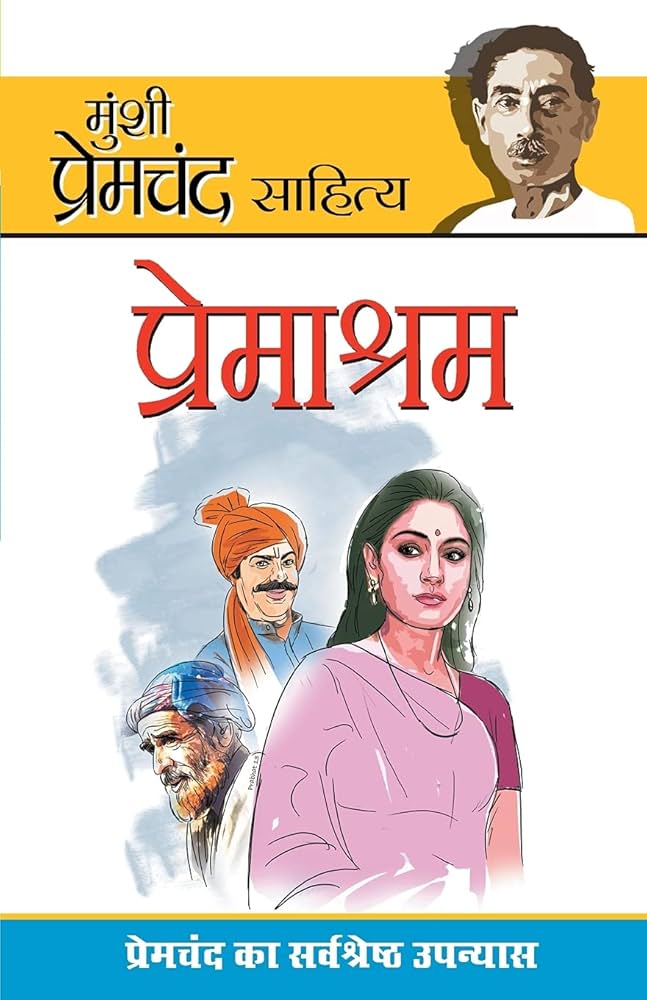 मुंशी
प्रेमचंद साहित्य
प्रेमाश्रम
प्रेमचंद का सर्वश्रेष्ठ उपन्यास